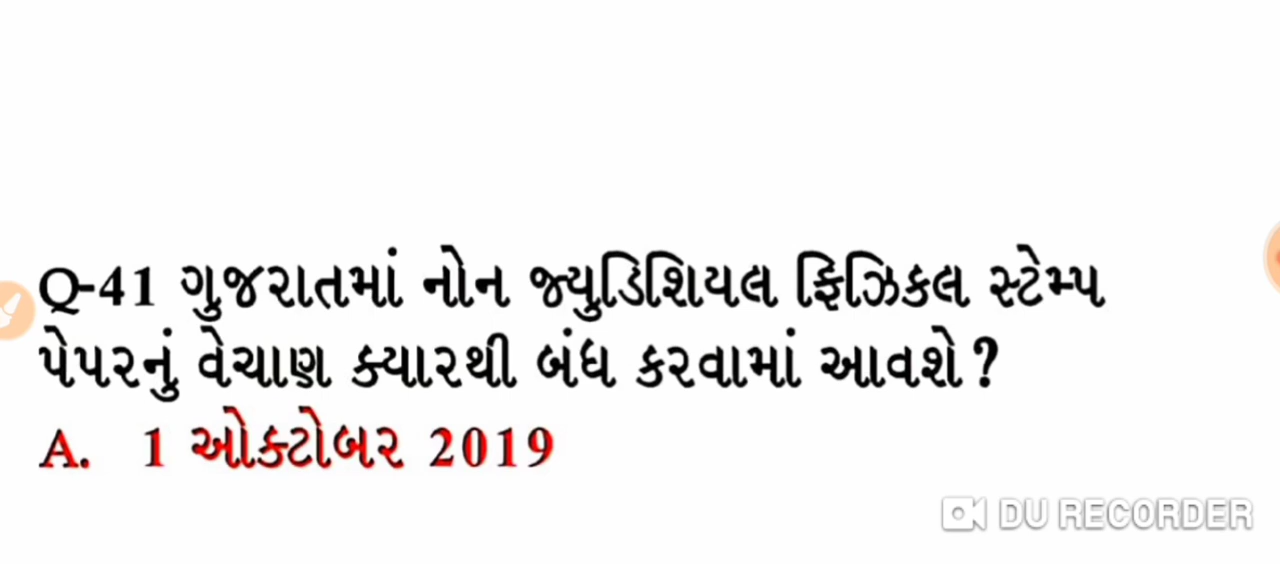 Q-41 ગુજરાતમાં નોન જ્યુડિશિયલ ફિઝિકલ સ્ટેમ્પ
પેપરનું વેચાણ ક્યારથી બંધ કરવામાં આવશે?
A. 1 ઓક્ટોબર 2019
DU RECORDER